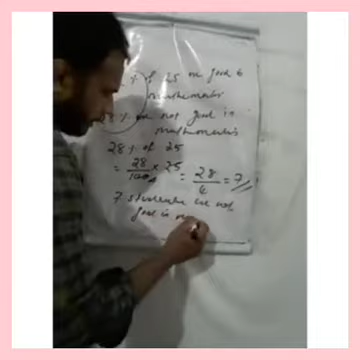 % of 25 are good in
mathematics
28% are not good in
mathematics
28% of 25
= 28/100 × 25 = 28/4 = 7
7 students are not
good in m